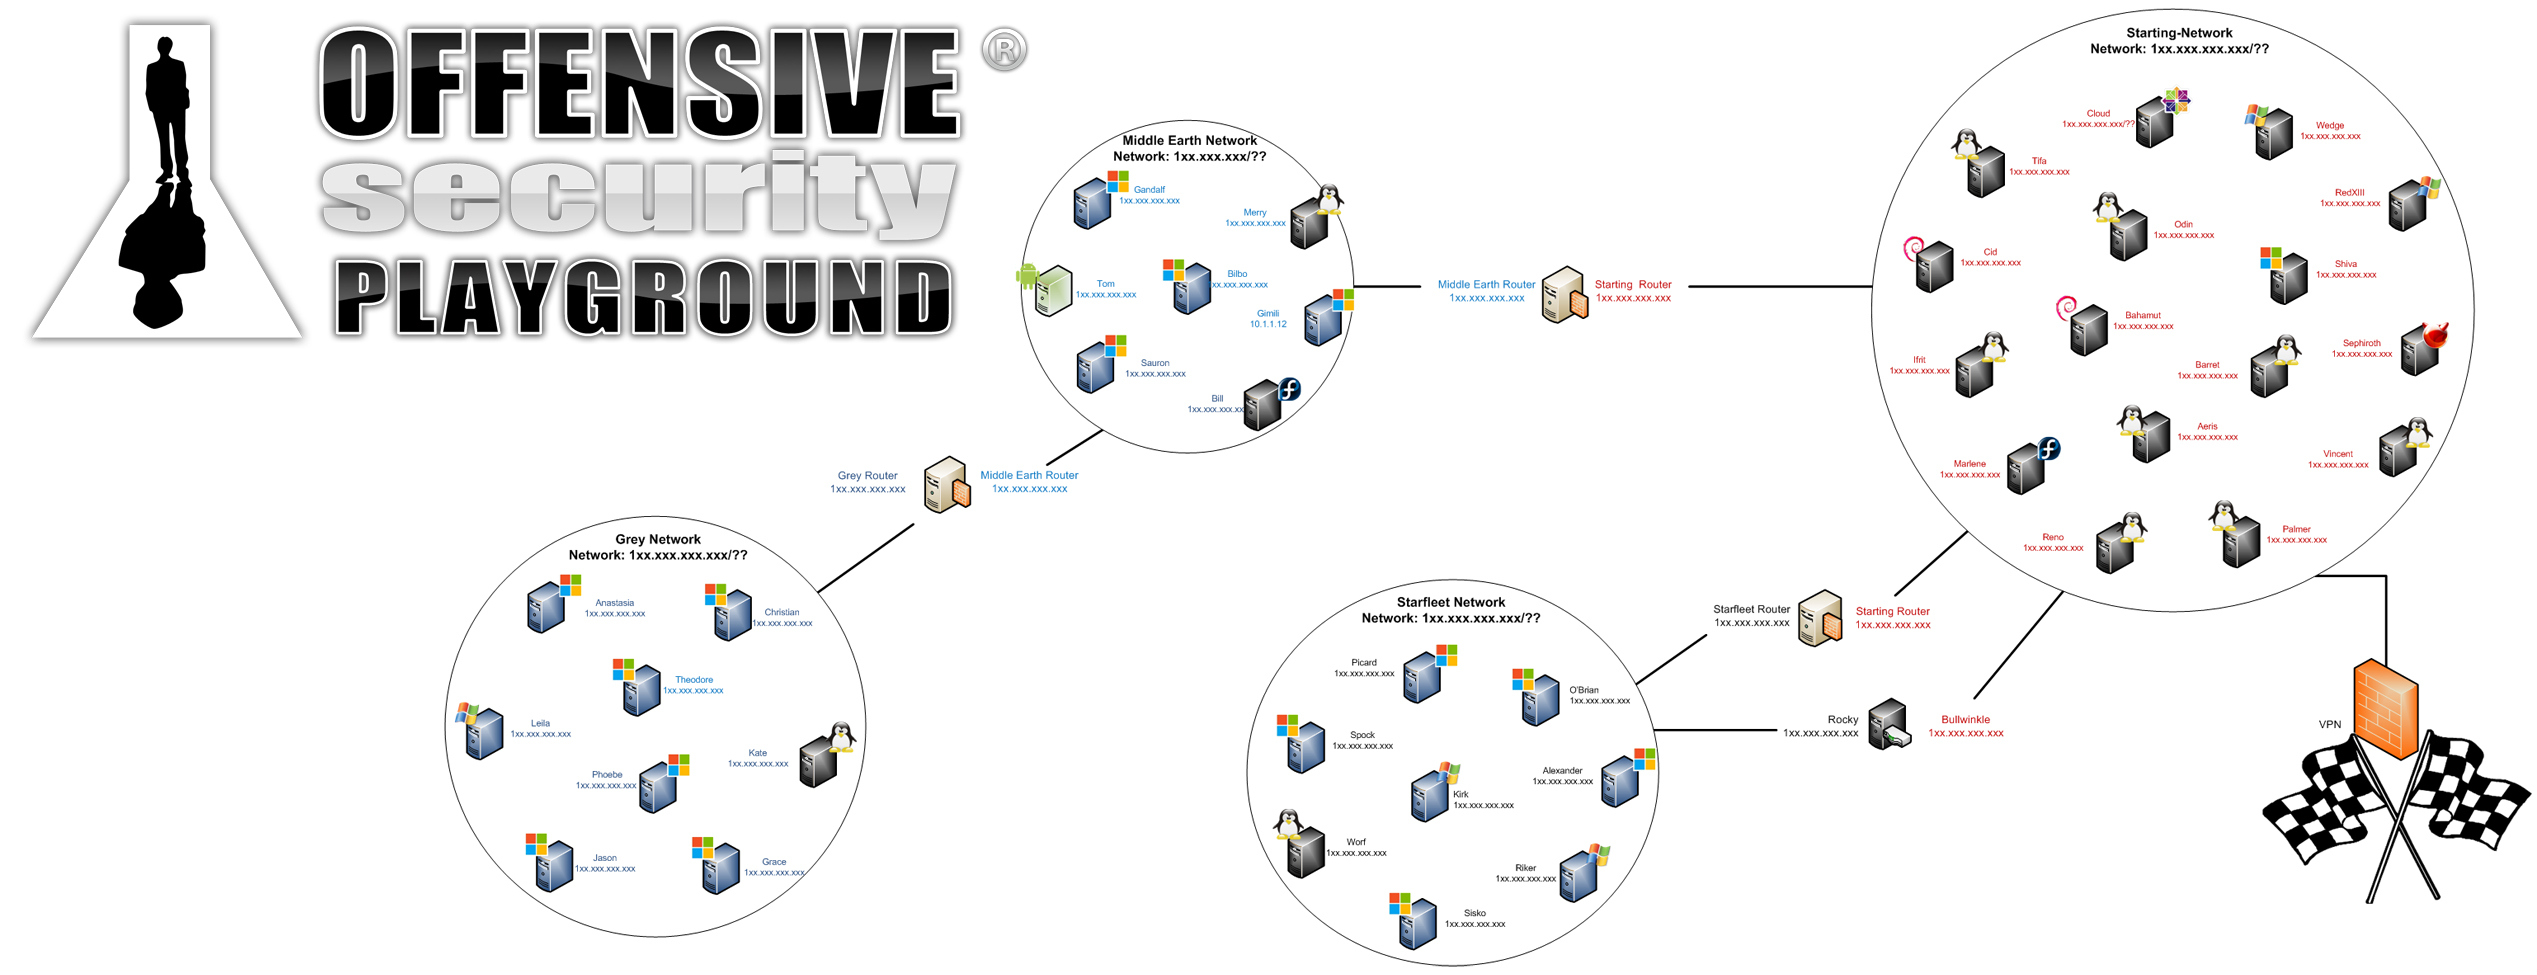 OFFENSIVE ®
security
PLAYGROUND
Middle Earth Network
Network: 1xx.xxx.xxx/??
Gandalf
1xx.xxx.xxx.xxx
Merry
1xx.xxx.xxx.xxx
Tom
1xx.xxx.xxx.xxx
Bilbo
xx.xxx.xxx.xxx
Gimili
10.1.1.12
Sauron
1xx.xxx.xxx.xxx
Bill
1xx.xxx.xxx.xx
Middle Earth Router
1xx.xxx.xxx.xxx
Starting Router
1xx.xxx.xxx.xxx
Starting-Network
Network: 1xx.xxx.xxx.xxx/??
Cloud
1xx.xxx.xxx.xxx/??
Wedge
1xx.xxx.xxx.xxx
Tifa
1xx.xxx.xxx.xxx
RedXIII
1xx.xxx.xxx.xxx
Odin
1xx.xxx.xxx.xxx
Cid
1xx.xxx.xxx.xxx
Shiva
1xx.xxx.xxx.xxx
Bahamut
1xx.xxx.xxx.xxx
Sephiroth
1xx.xxx.xxx.xxx
Ifrit
1xx.xxx.xxx.xxx
Barret
1xx.xxx.xxx.xxx
Aeris
1xx.xxx.xxx.xxx
Vincent
1xx.xxx.xxx.xxx
Marlene
1xx.xxx.xxx.xxx
Reno
1xx.xxx.xxx.xxx
Palmer
1xx.xxx.xxx.xxx
Grey Router
1xx.xxx.xxx.xxx
Middle Earth Router
1xx.xxx.xxx.xxx
Grey Network
Network: 1xx.xxx.xxx.xxx/??
Anastasia
1xx.xxx.xxx.xxx
Christian
1xx.xxx.xxx.xxx
Theodore
1xx.xxx.xxx.xxx
Leila
1xx.xxx.xxx.xxx
Kate
1xx.xxx.xxx.xxx
Phoebe
1xx.xxx.xxx.xxx
Jason
1xx.xxx.xxx.xxx
Grace
1xx.xxx.xxx.xxx
Starfleet Network
Network: 1xx.xxx.xxx.xxx/??
Picard
1xx.xxx.xxx.xxx
O'Brian
1xx.xxx.xxx.xxx
Spock
1xx.xxx.xxx.xxx
Alexander
1xx.xxx.xxx.xxx
Kirk
1xx.xxx.xxx.xxx
Worf
1xx.xxx.xxx.xxx
Riker
1xx.xxx.xxx.xxx
Sisko
1xx.xxx.xxx.xxx
Starfleet Router
1xx.xxx.xxx.xxx
Starting Router
1xx.xxx.xxx.xxx
Rocky
1xx.xxx.xxx.xxx
Bullwinkle
1xx.xxx.xxx.xxx
VPN